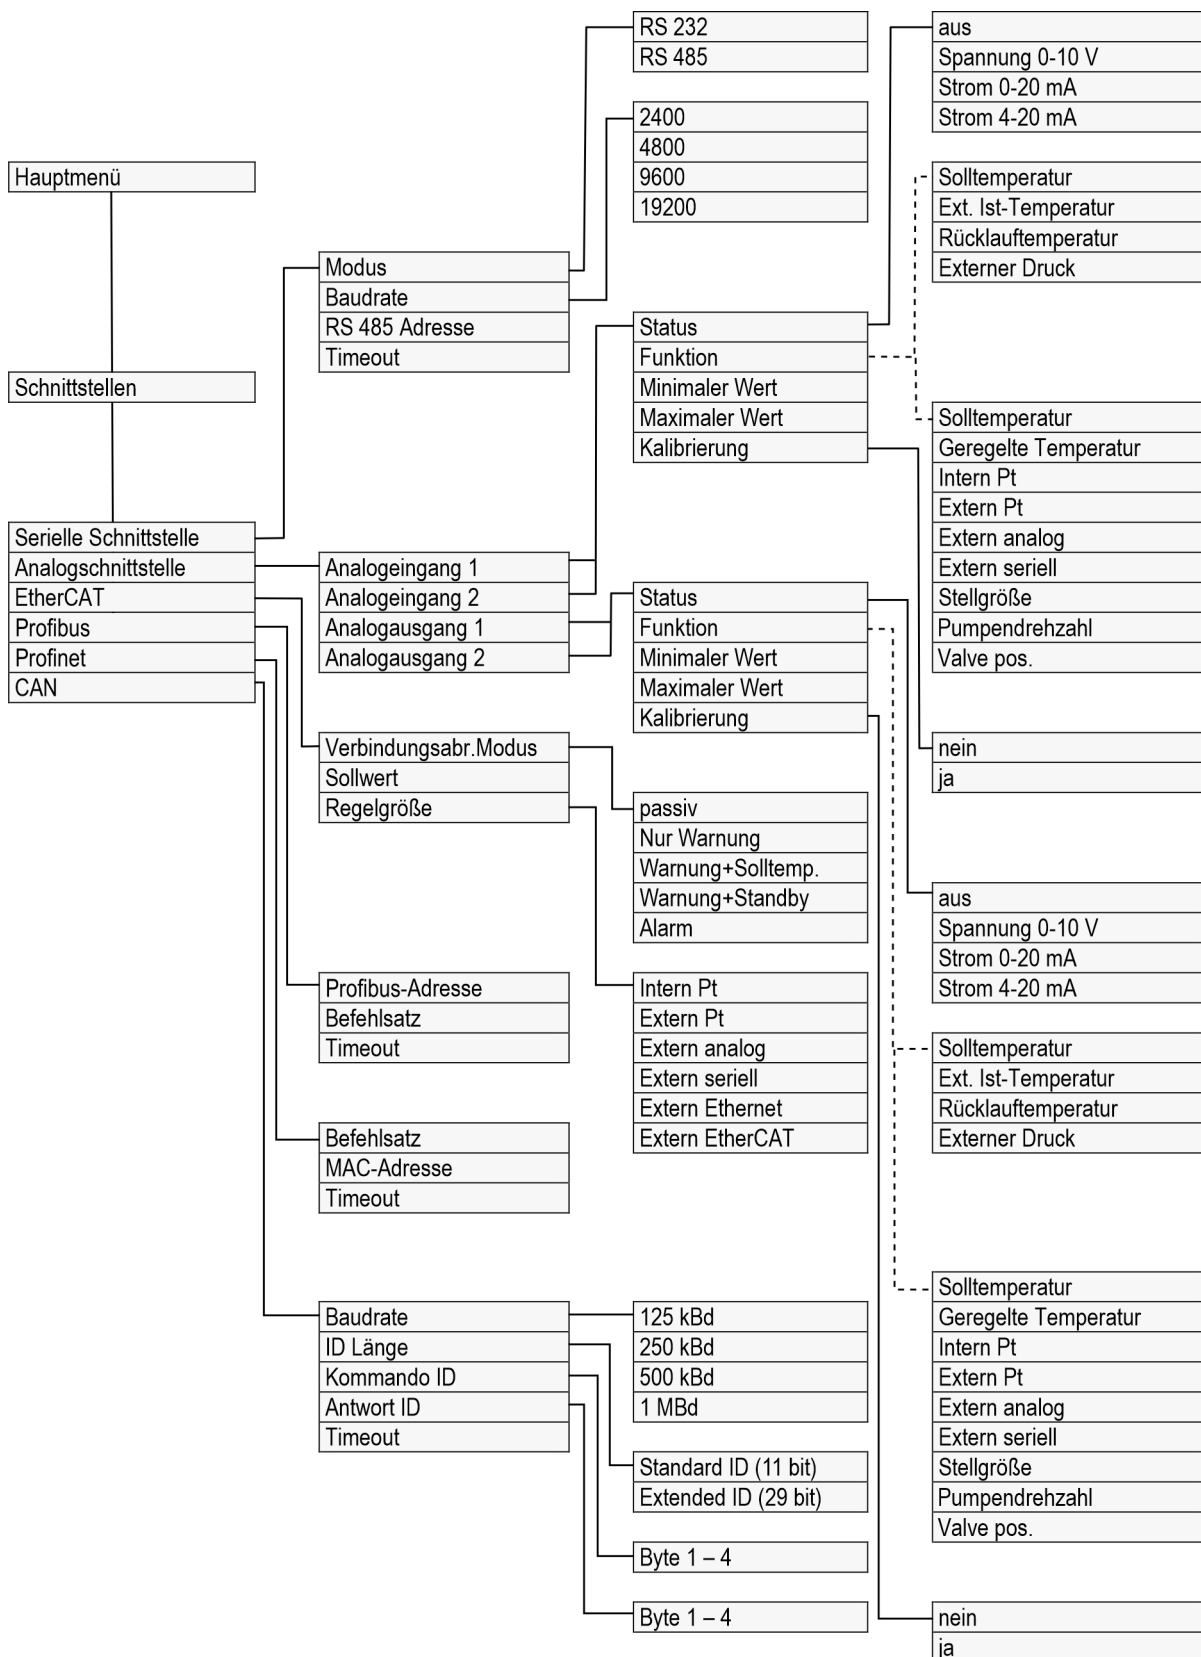 Hauptmenü
Schnittstellen
Serielle Schnittstelle
Analogschnittstelle
EtherCAT
Profibus
Profinet
CAN
Modus
Baudrate
RS 485 Adresse
Timeout
Analogeingang 1
Analogeingang 2
Analogausgang 1
Analogausgang 2
Verbindungsabr.Modus
Sollwert
Regelgröße
Profibus-Adresse
Befehlsatz
Timeout
Befehlsatz
MAC-Adresse
Timeout
Baudrate
ID Länge
Kommando ID
Antwort ID
Timeout
RS 232
RS 485
2400
4800
9600
19200
Status
Funktion
Minimaler Wert
Maximaler Wert
Kalibrierung
Status
Funktion
Minimaler Wert
Maximaler Wert
Kalibrierung
passiv
Nur Warnung
Warnung+Solltemp.
Warnung+Standby
Alarm
Intern Pt
Extern Pt
Extern analog
Extern seriell
Extern Ethernet
Extern EtherCAT
125 kBd
250 kBd
500 kBd
1 MBd
Standard ID (11 bit)
Extended ID (29 bit)
Byte 1 – 4
Byte 1 – 4
aus
Spannung 0-10 V
Strom 0-20 mA
Strom 4-20 mA
Solltemperatur
Ext. Ist-Temperatur
Rücklauftemperatur
Externer Druck
Solltemperatur
Geregelte Temperatur
Intern Pt
Extern Pt
Extern analog
Extern seriell
Stellgröße
Pumpendrehzahl
Valve pos.
nein
ja
aus
Spannung 0-10 V
Strom 0-20 mA
Strom 4-20 mA
Solltemperatur
Ext. Ist-Temperatur
Rücklauftemperatur
Externer Druck
Solltemperatur
Geregelte Temperatur
Intern Pt
Extern Pt
Extern analog
Extern seriell
Stellgröße
Pumpendrehzahl
Valve pos.
nein
ja